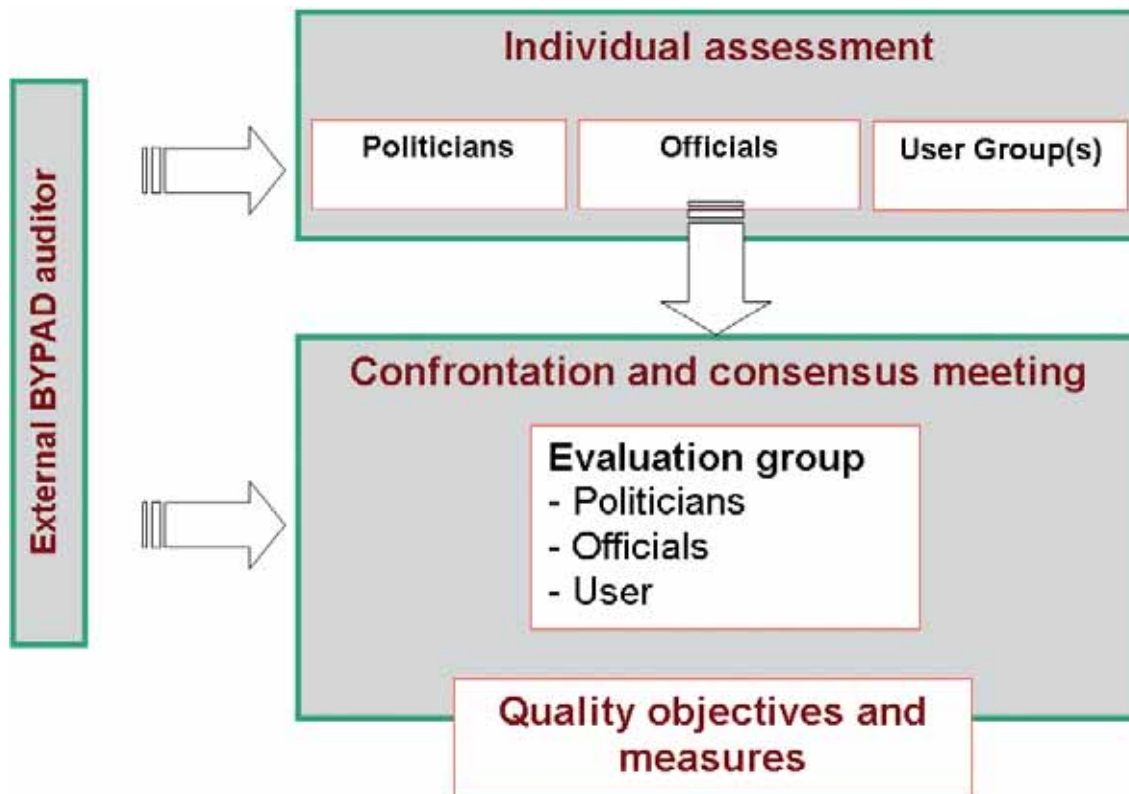 External BYPAD auditor
Individual assessment
Politicians
Officials
User Group(s)
Confrontation and consensus meeting
Evaluation group
- Politicians
- Officials
- User
Quality objectives and
measures